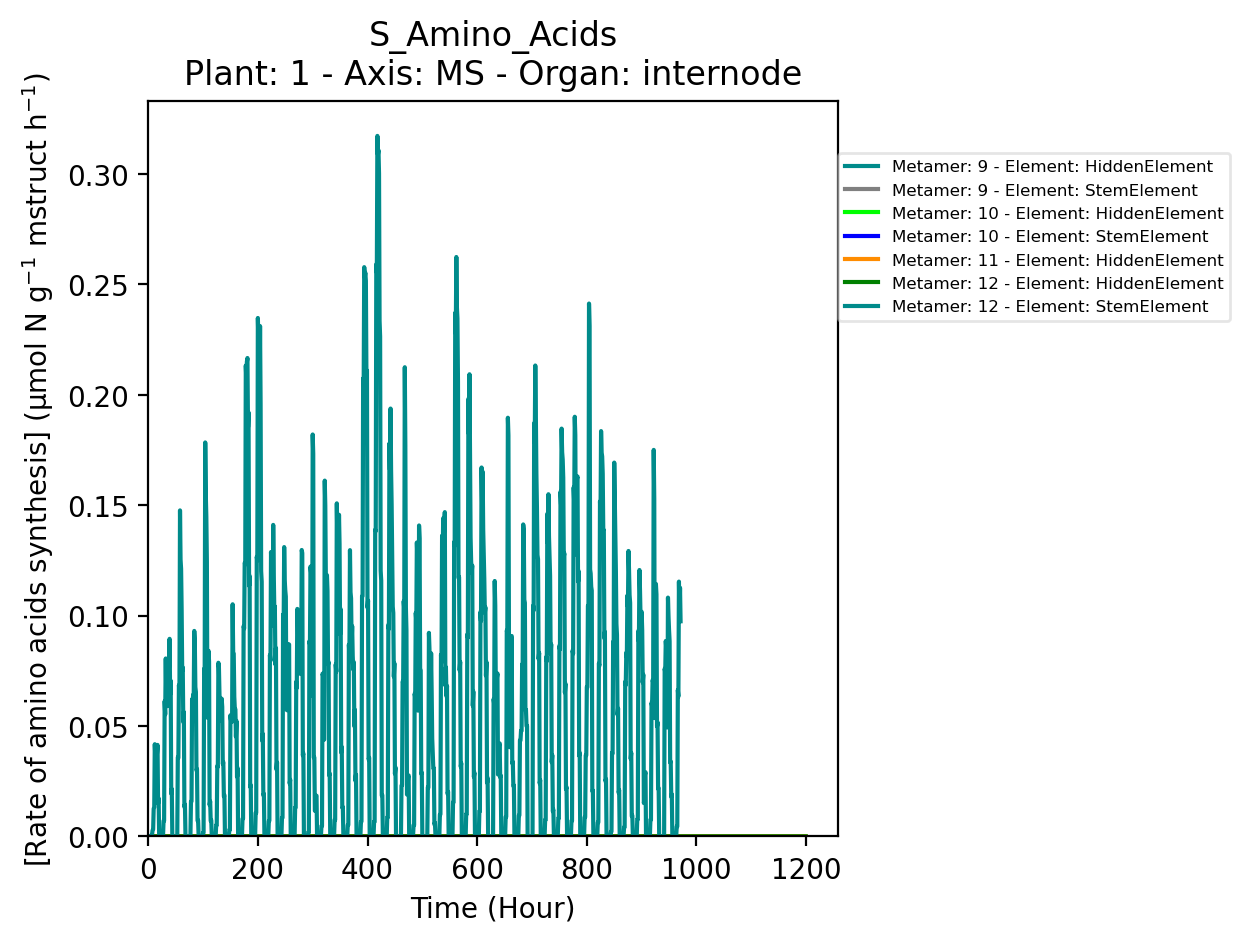 S_Amino_Acids
Plant: 1 - Axis: MS - Organ: internode
[Rate of amino acids synthesis] (µmol N g⁻¹ mstruct h⁻¹)
0.30
0.25
0.20
0.15
0.10
0.05
0.00
0 200 400 600 800 1000 1200
Time (Hour)
Metamer: 9 - Element: HiddenElement
Metamer: 9 - Element: StemElement
Metamer: 10 - Element: HiddenElement
Metamer: 10 - Element: StemElement
Metamer: 11 - Element: HiddenElement
Metamer: 12 - Element: HiddenElement
Metamer: 12 - Element: StemElement